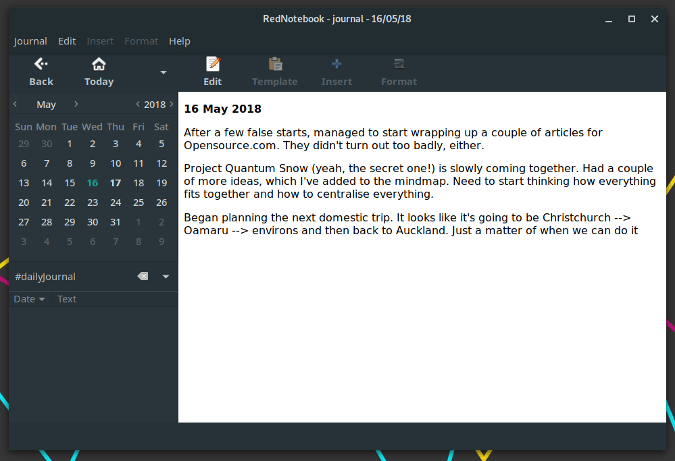 RedNotebook - journal - 16/05/18
Journal Edit Insert Format Help
Back Today Edit Template Insert Format
May 2018
Sun Mon Tue Wed Thu Fri Sat
29 30 1 2 3 4 5
6 7 8 9 10 11 12
13 14 15 16 17 18 19
20 21 22 23 24 25 26
27 28 29 30 31 1 2
3 4 5 6 7 8 9
#dailyJournal
Date Text
16 May 2018
After a few false starts, managed to start wrapping up a couple of articles for
Opensource.com. They didn't turn out too badly, either.
Project Quantum Snow (yeah, the secret one!) is slowly coming together. Had a couple
of more ideas, which I've added to the mindmap. Need to start thinking how everything
fits together and how to centralise everything.
Began planning the next domestic trip. It looks like it's going to be Christchurch -->
Oamaru --> environs and then back to Auckland. Just a matter of when we can do it